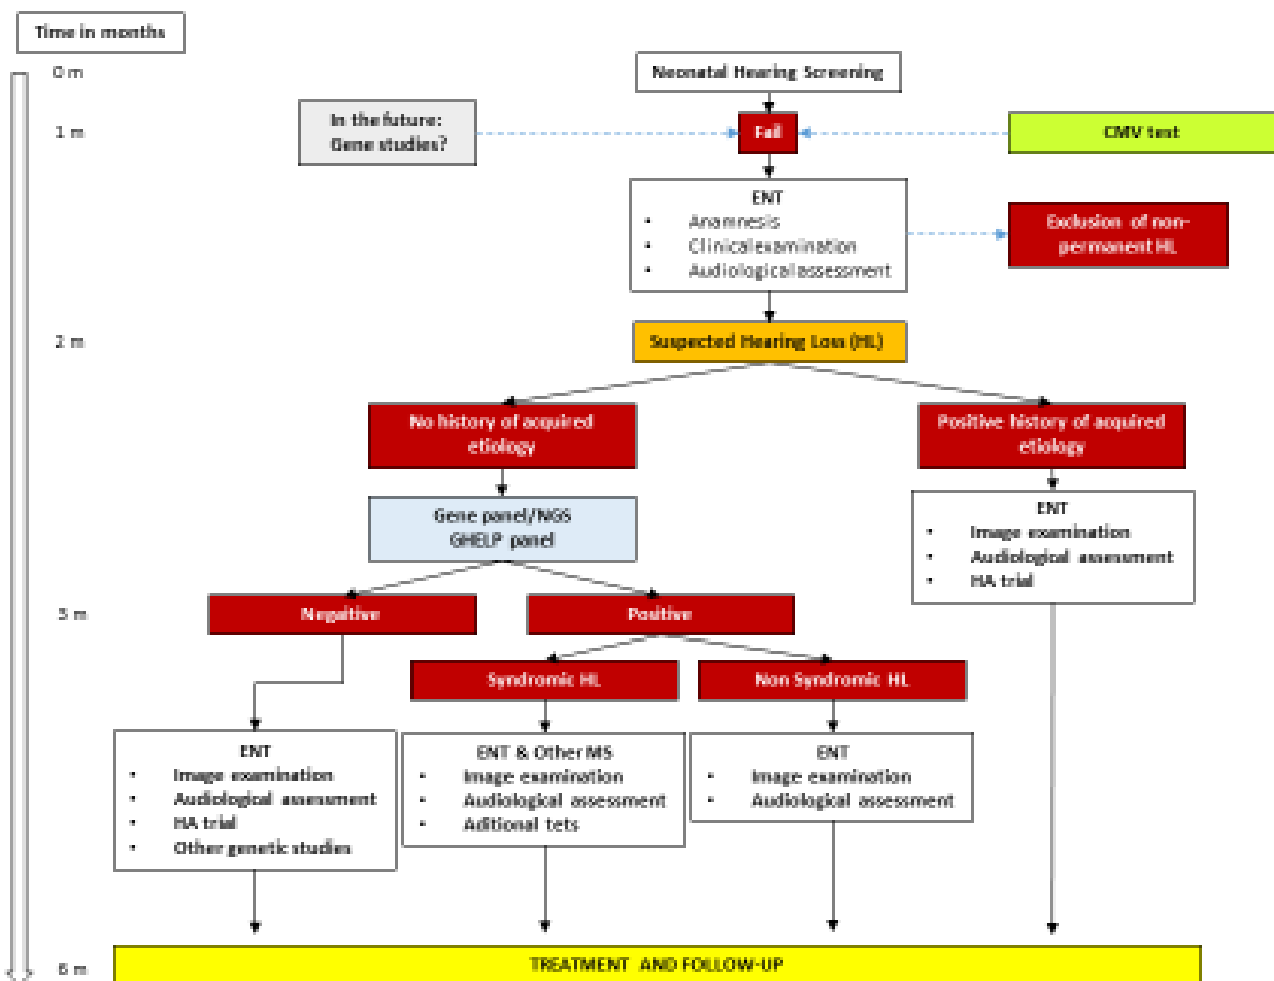 Time in months
0 m
Neonatal Hearing Screening
In the future:
Gene studies?
1 m
Fail
CMV test
ENT
• Anamnesis
• Clinical examination
• Audiological assessment
Exclusion of non-
permanent HL
2 m
Suspected Hearing Loss (HL)
No history of acquired
etiology
Positive history of acquired
etiology
Gene panel/NGS
GHELP panel
ENT
• Image examination
• Audiological assessment
• HA trial
3 m
Negaitive
Positive
Syndromic HL
Non Syndromic HL
ENT
• Image examination
• Audiological assessment
• HA trial
• Other genetic studies
ENT & Other MS
• Image examination
• Audiological assessment
• Aditional tets
ENT
• Image examination
• Audiological assessment
6 m
TREATMENT AND FOLLOW-UP